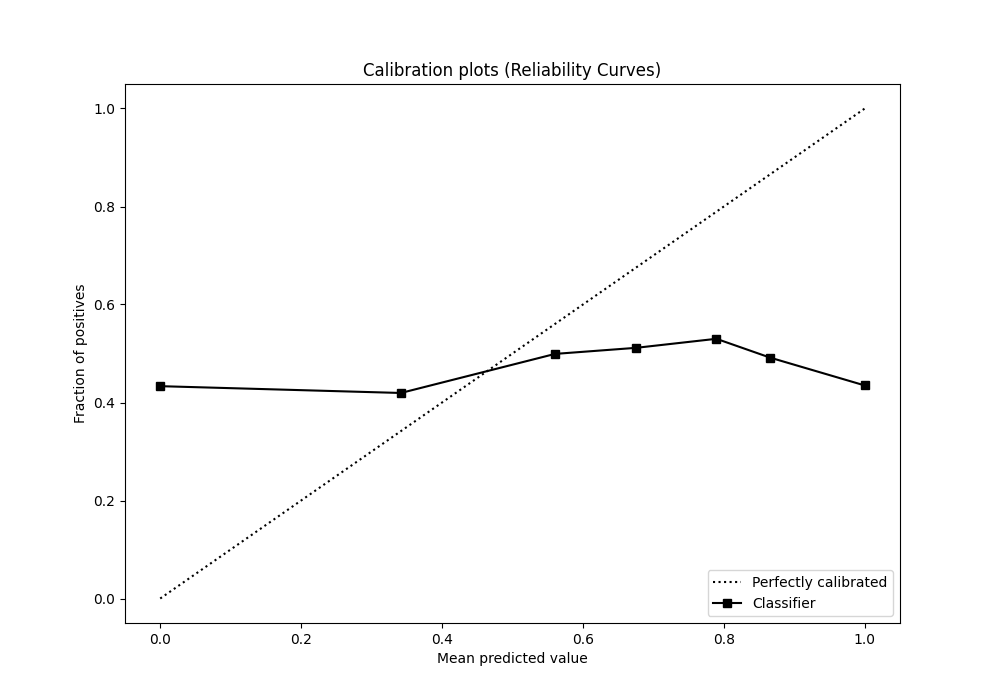 Calibration plots (Reliability Curves)
1.0
0.8
0.6
0.4
0.2
0.0
Fraction of positives
0.0 0.2 0.4 0.6 0.8 1.0
Mean predicted value
Perfectly calibrated
Classifier